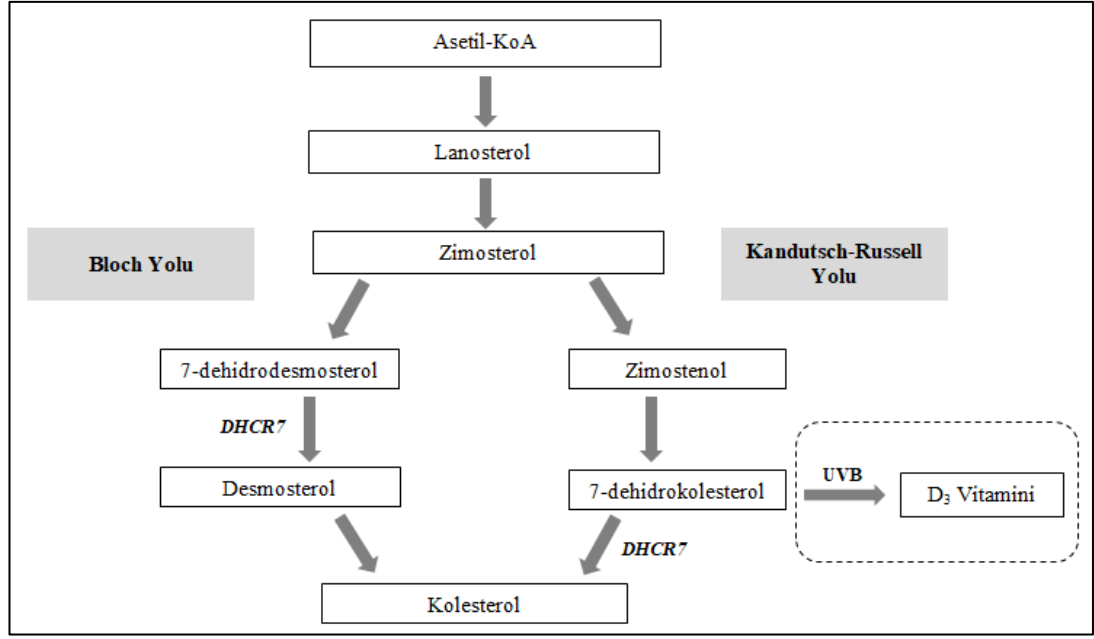 Asetil-KoA
Lanosterol
Zimosterol
Bloch Yolu
Kandutsch-Russell
Yolu
7-dehidrodesmosterol
Zimostenol
DHCR7
Desmosterol
7-dehidrokolesterol
UVB
D₃ Vitamini
DHCR7
Kolesterol